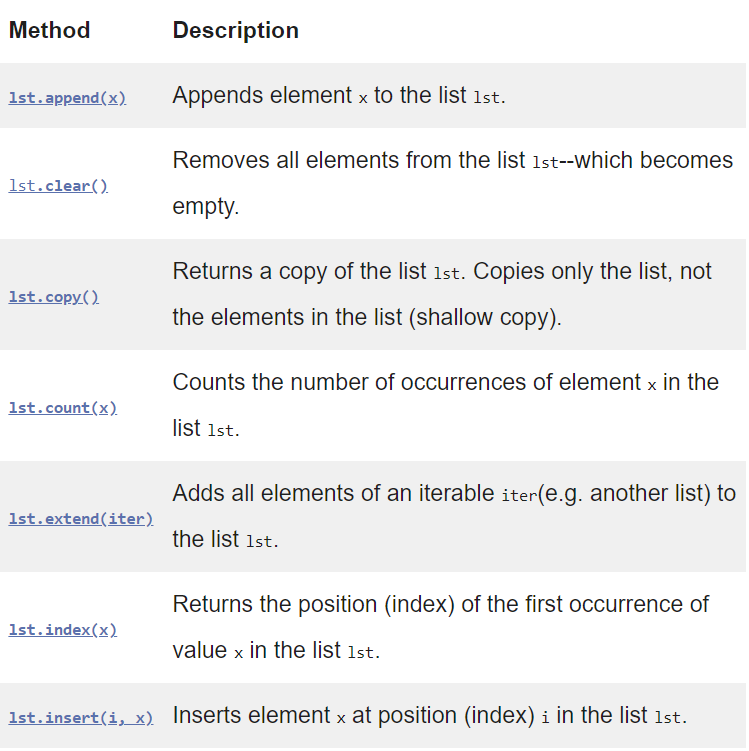 Method Description
lst.append(x) Appends element x to the list lst.
lst.clear() Removes all elements from the list lst--which becomes
empty.
lst.copy() Returns a copy of the list lst. Copies only the list, not
the elements in the list (shallow copy).
lst.count(x) Counts the number of occurrences of element x in the
list lst.
lst.extend(iter) Adds all elements of an iterable iter(e.g. another list) to
the list lst.
lst.index(x) Returns the position (index) of the first occurrence of
value x in the list lst.
lst.insert(i, x) Inserts element x at position (index) i in the list lst.